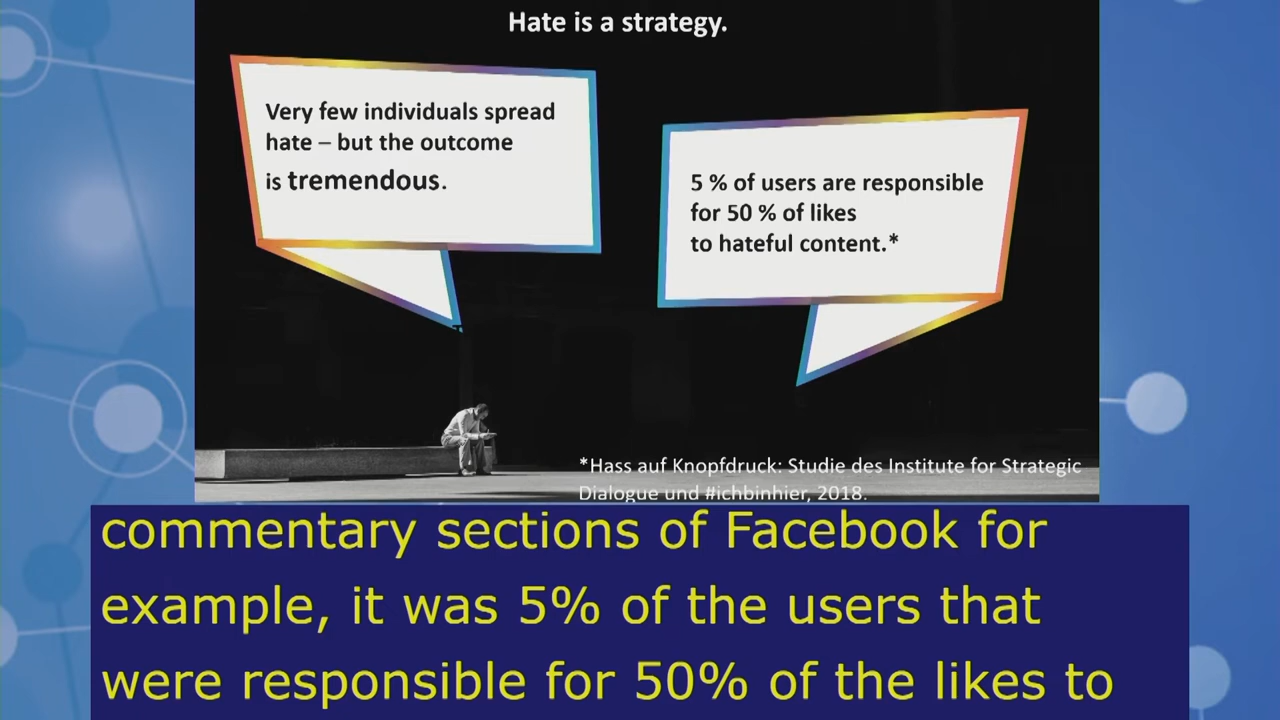 Hate is a strategy.
Very few individuals spread
hate – but the outcome
is tremendous.
5 % of users are responsible
for 50 % of likes
to hateful content.*
*Hass auf Knopfdruck: Studie des Institute for Strategic
Dialogue und #ichbinhier, 2018.
commentary sections of Facebook for
example, it was 5% of the users that
were responsible for 50% of the likes to